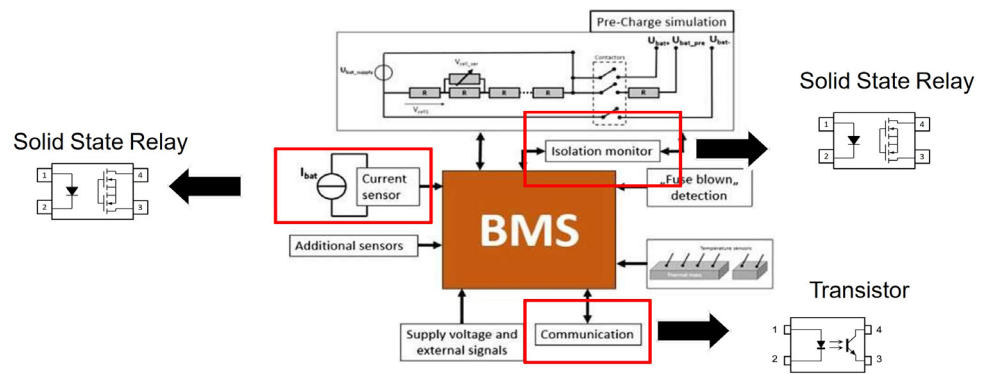 Pre-Charge simulation
Ubat+ Ubat_pre Ubat-
Contactors
Vcell_var
Ubat_supply
R
R R R R R
Vcell1
Solid State Relay
1 4
2 3
Isolation monitor
Solid State Relay
1 4
2 3
Ibat
Current
sensor
„Fuse blown„
detection
BMS
Additional sensors
Temperature sensors
Thermal mass
Supply voltage and
external signals
Communication
Transistor
1 4
2 3